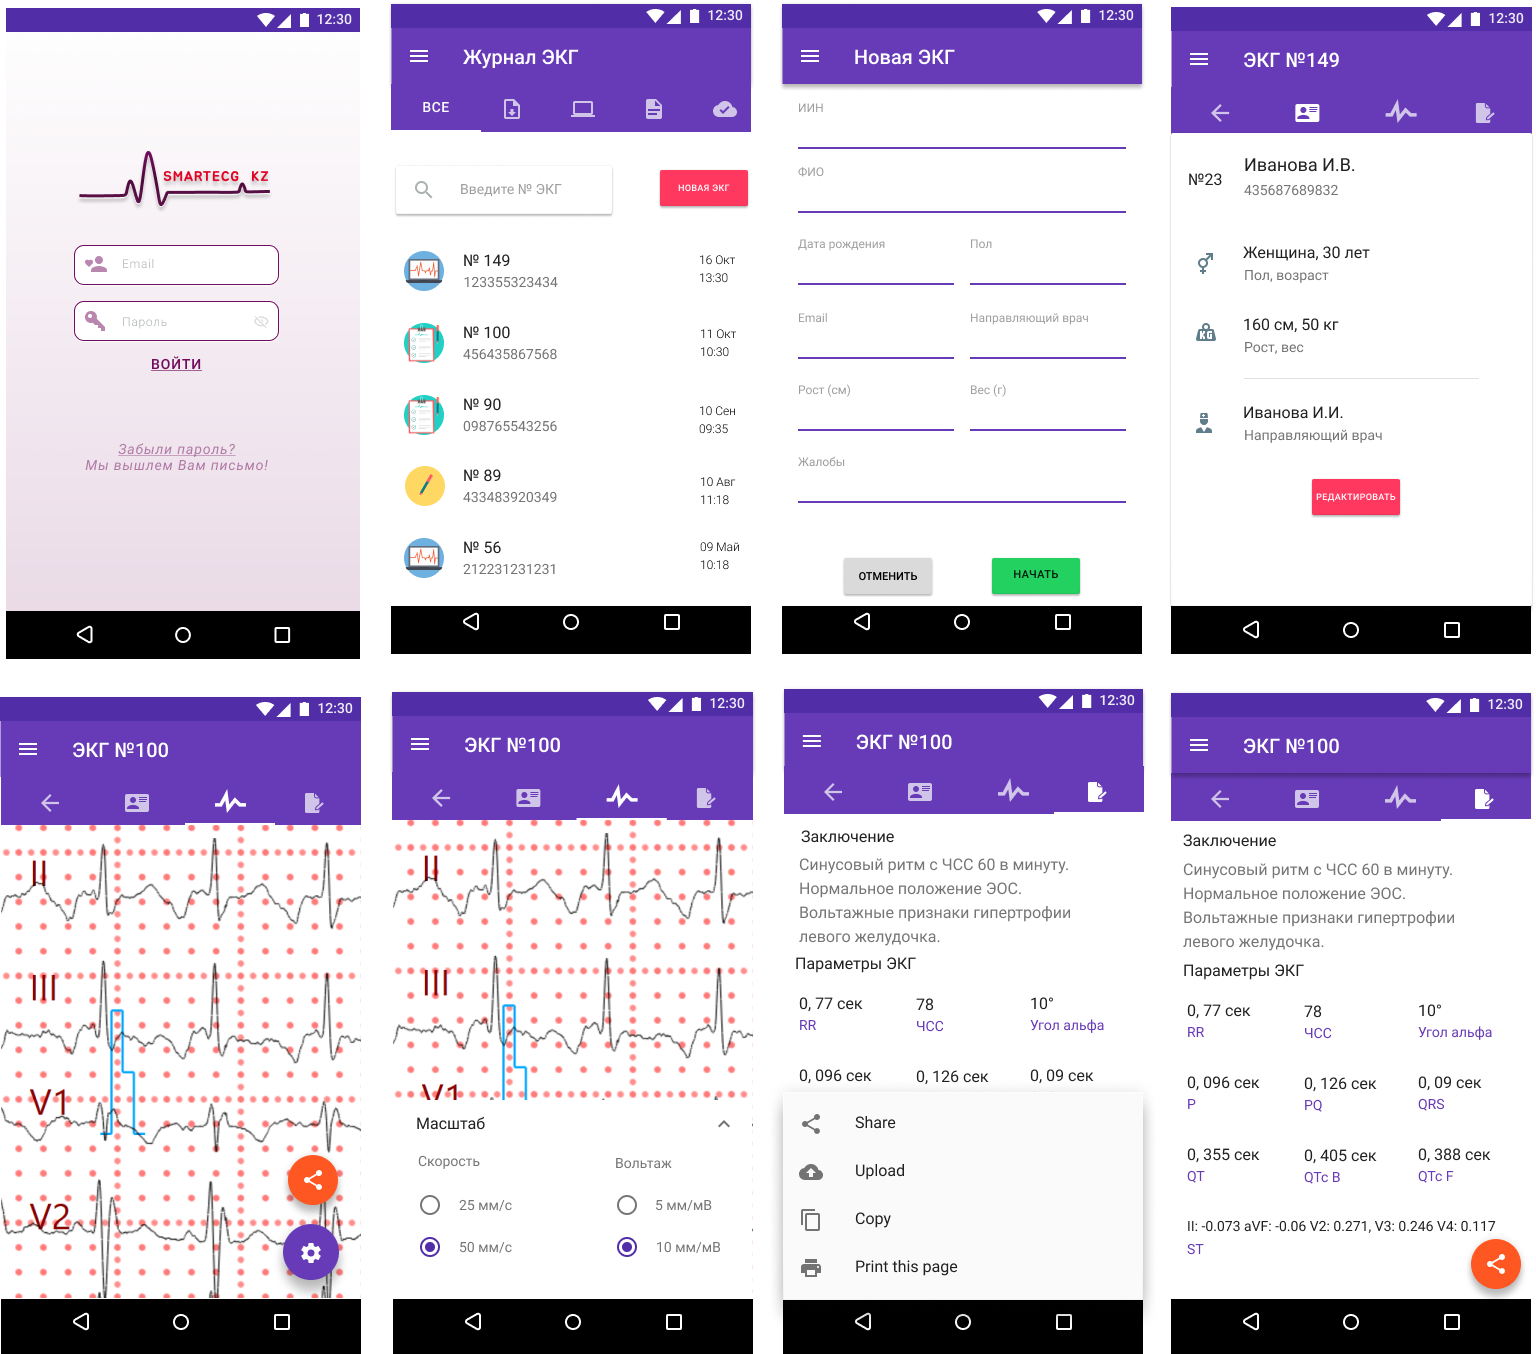 12:30
SMARTECG KZ
Email
Пароль
ВОЙТИ
Забыли пароль?
Мы вышлем Вам письмо!
12:30
Журнал ЭКГ
ВСЕ
Введите № ЭКГ
НОВАЯ ЭКГ
№ 149
123355323434
16 Окт
13:30
№ 100
456435867568
11 Окт
10:30
№ 90
098765543256
10 Сен
09:35
№ 89
433483920349
10 Авг
11:18
№ 56
212231231231
09 Май
10:18
12:30
Новая ЭКГ
ИИН
ФИО
Дата рождения
Пол
Email
Направляющий врач
Рост (см)
Вес (г)
Жалобы
ОТМЕНИТЬ
НАЧАТЬ
12:30
ЭКГ №149
№23
Иванова И.В.
435687689832
Женщина, 30 лет
Пол, возраст
KG
160 см, 50 кг
Рост, вес
Иванова И.И.
Направляющий врач
РЕДАКТИРОВАТЬ
12:30
ЭКГ №100
II
III
V1
V2
12:30
ЭКГ №100
II
III
V1
Масштаб
Скорость
Вольтаж
25 мм/с
5 мм/мВ
50 мм/с
10 мм/мВ
12:30
ЭКГ №100
Заключение
Синусовый ритм с ЧСС 60 в минуту.
Нормальное положение ЭОС.
Вольтажные признаки гипертрофии
левого желудочка.
Параметры ЭКГ
0, 77 сек
78
10°
RR
ЧСС
Угол альфа
0, 096 сек
0, 126 сек
0, 09 сек
Share
Upload
Copy
Print this page
12:30
ЭКГ №100
Заключение
Синусовый ритм с ЧСС 60 в минуту.
Нормальное положение ЭОС.
Вольтажные признаки гипертрофии
левого желудочка.
Параметры ЭКГ
0, 77 сек
78
10°
RR
ЧСС
Угол альфа
0, 096 сек
0, 126 сек
0, 09 сек
P
PQ
QRS
0, 355 сек
0, 405 сек
0, 388 сек
QT
QTc B
QTc F
II: -0.073 aVF: -0.06 V2: 0.271, V3: 0.246 V4: 0.117
ST